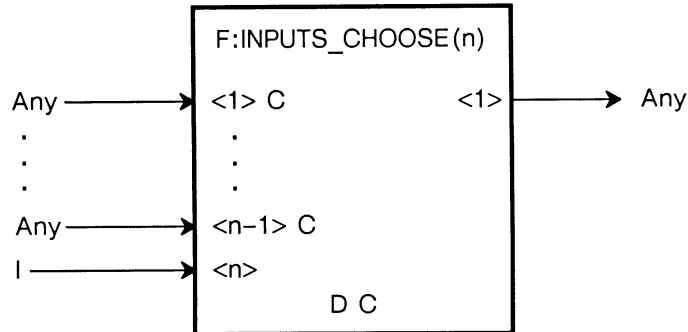 F:INPUTS_CHOOSE(n)
Any <1> C <1> Any
. .
. .
. .
Any <n-1> C
I <n>
D C